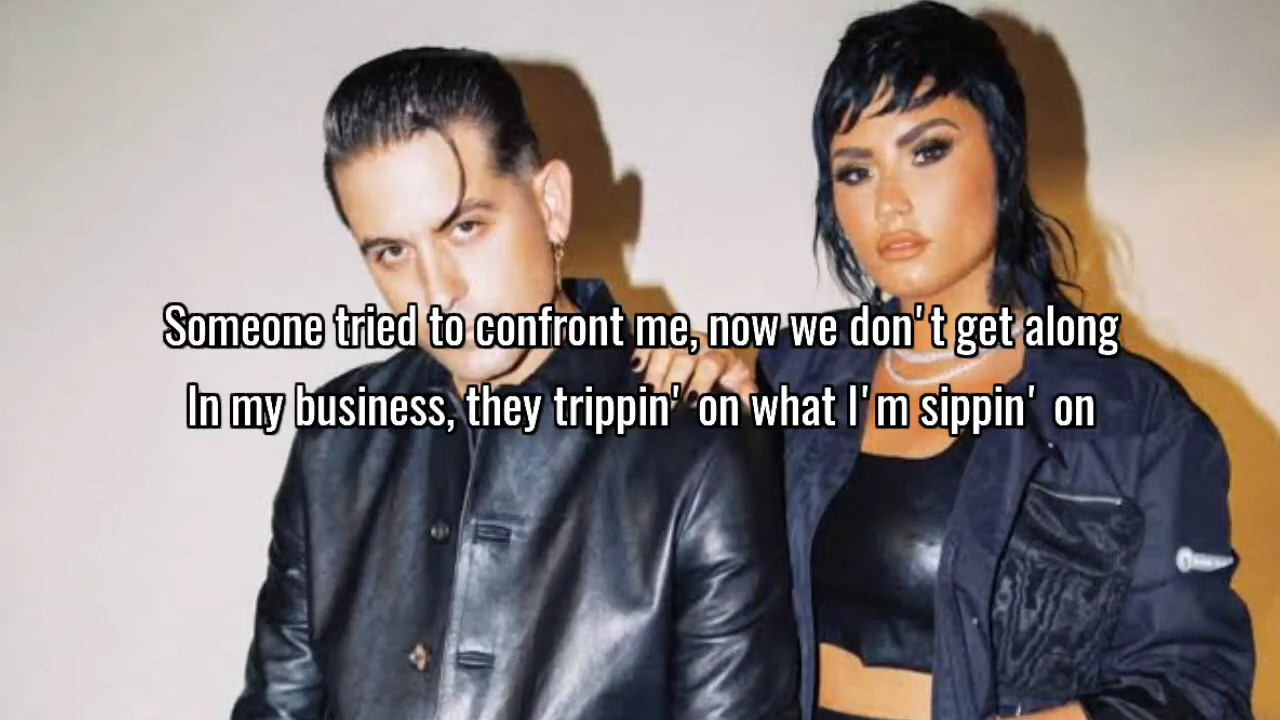 Someone tried to confront me, now we don't get along
In my business, they trippin' on what I'm sippin' on